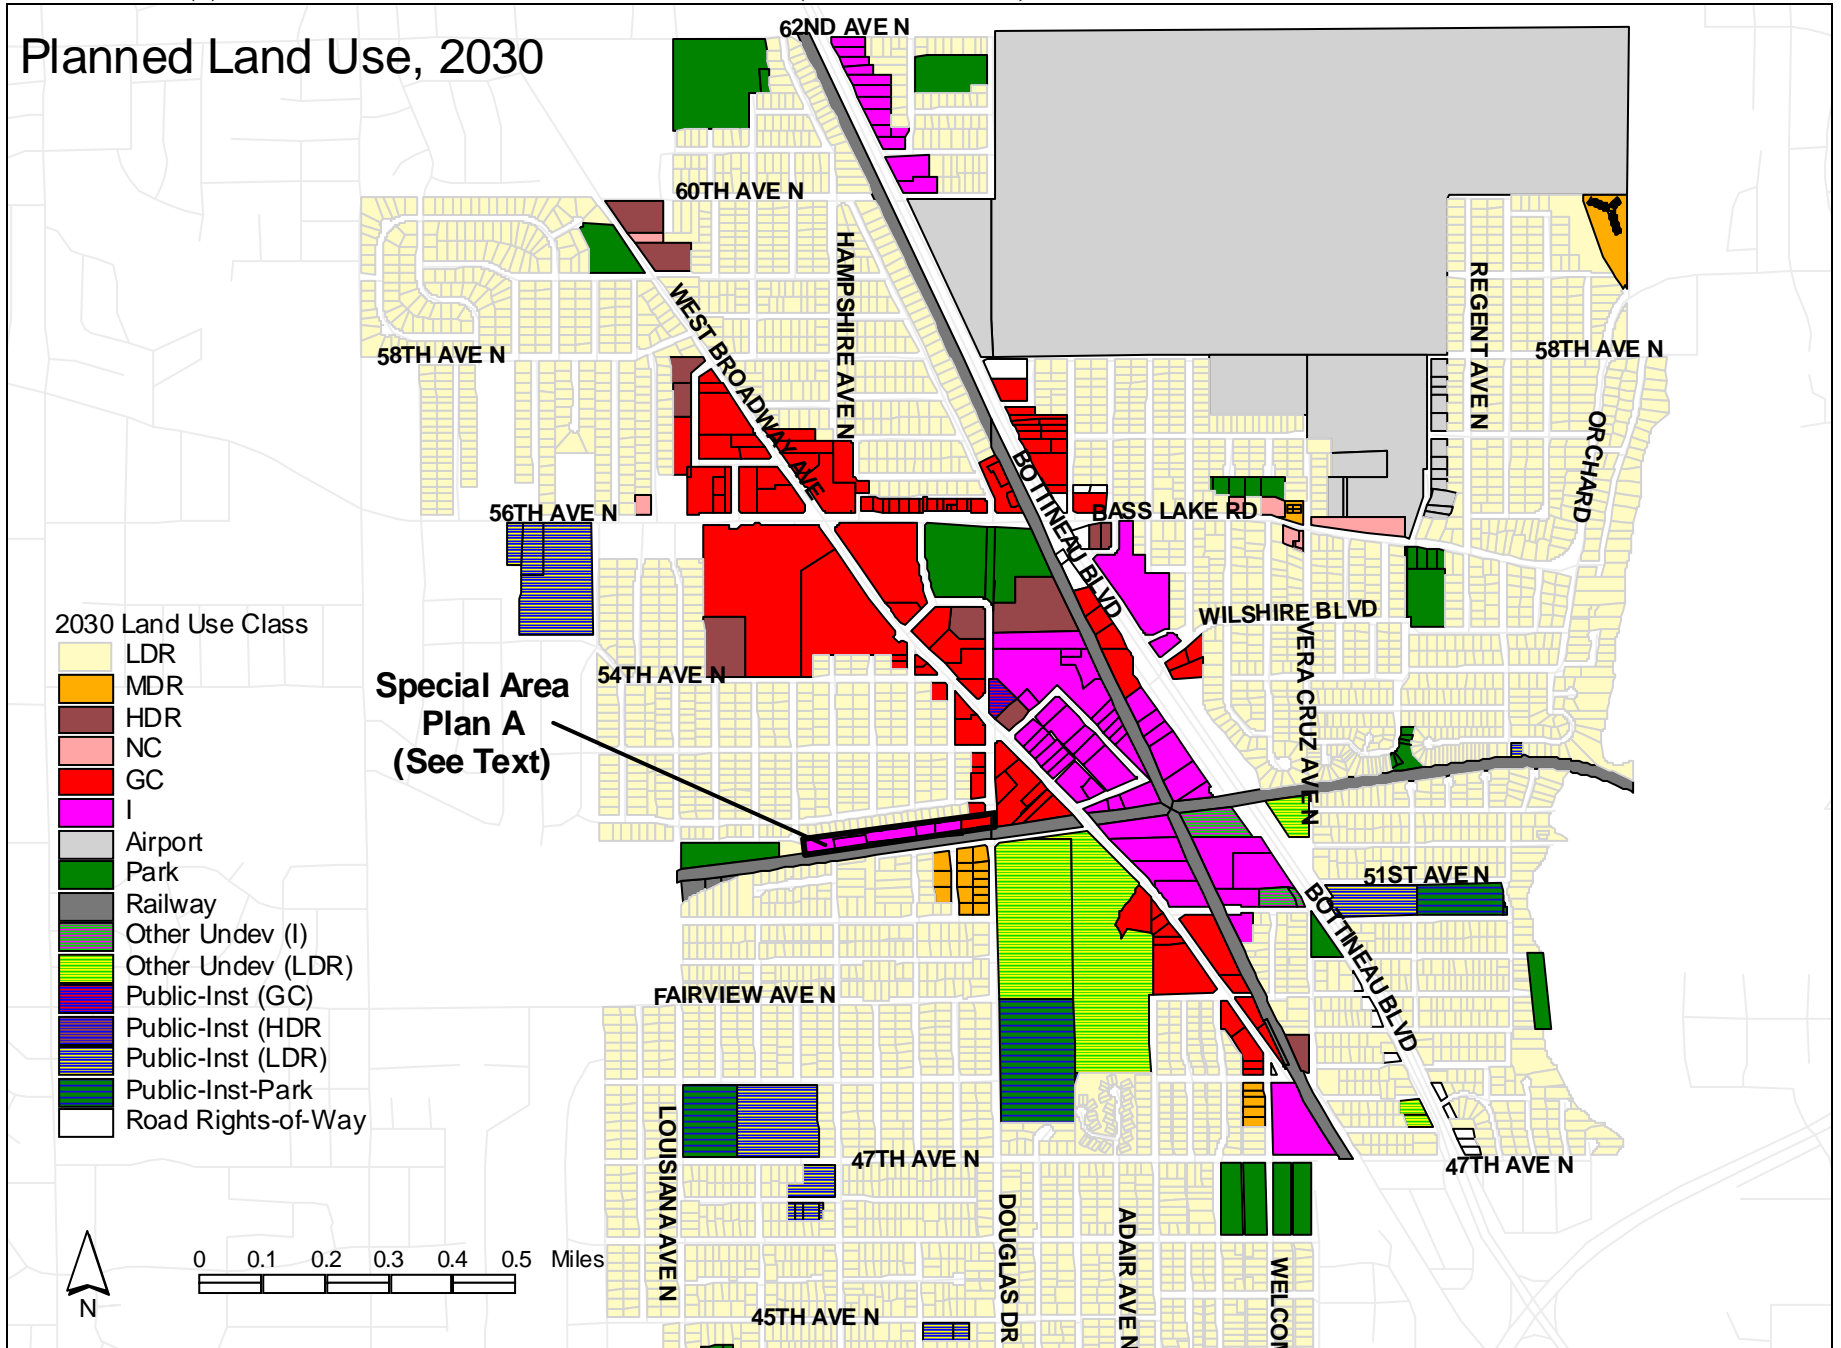 62ND AVE N
Planned Land Use, 2030
60TH AVE N
HAMPSHIRE AVE N
REGENT AVE N
WEST BROADWAY AVE
58TH AVE N
58TH AVE N
ORCHARD
BOTTINEAU BLVD
56TH AVE N
BASS LAKE RD
WILSHIRE BLVD
VERA CRUZ AVE N
54TH AVE N
Special Area
Plan A
(See Text)
2030 Land Use Class
LDR
MDR
HDR
NC
GC
I
Airport
Park
Railway
Other Undev (I)
Other Undev (LDR)
Public-Inst (GC)
Public-Inst (HDR
Public-Inst (LDR)
Public-Inst-Park
Road Rights-of-Way
51ST AVE N
BOTTINEAU BLVD
FAIRVIEW AVE N
LOUISIANA AVE N
47TH AVE N
47TH AVE N
DOUGLAS DR
ADAIR AVE N
WELCOM
0 0.1 0.2 0.3 0.4 0.5 Miles
N
45TH AVE N